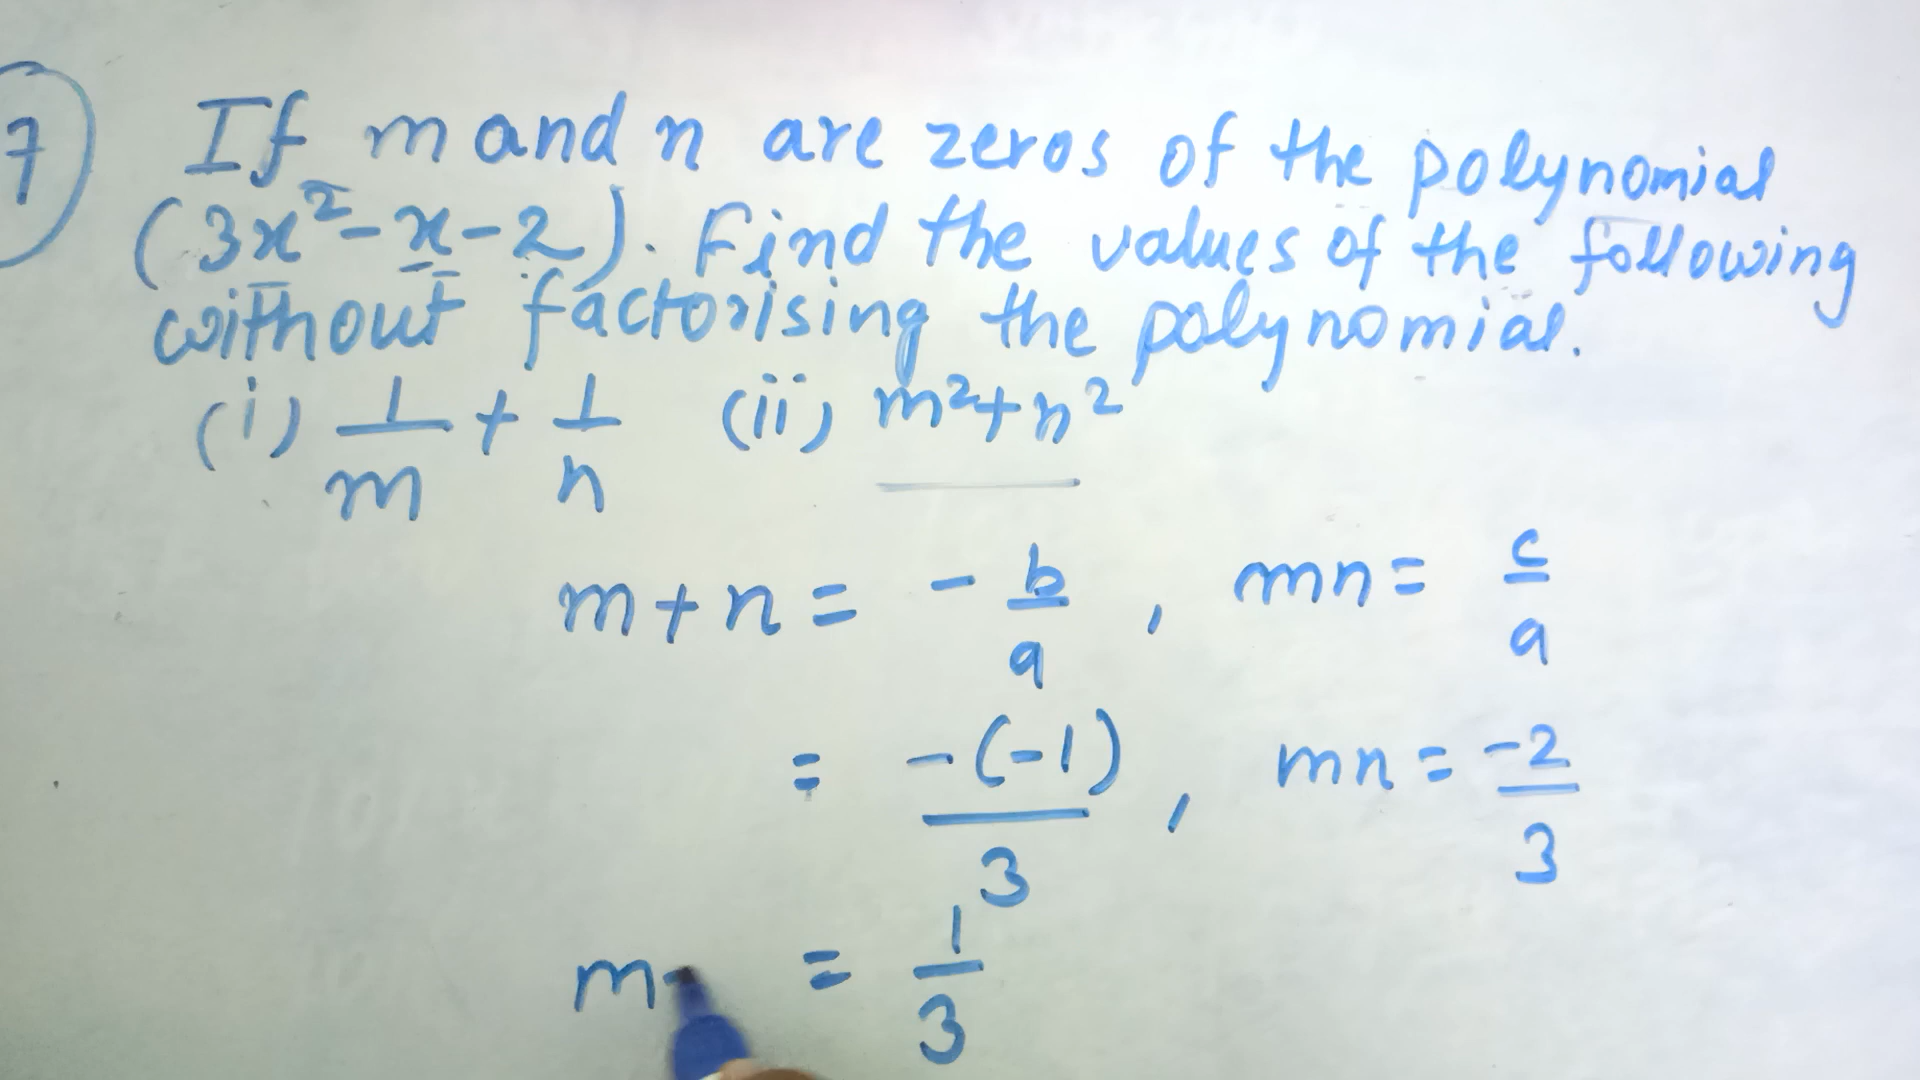 7
If m and n are zeros of the polynomial
(3x²-x-2). Find the values of the following
without factorising the polynomial.
(i) 1/m + 1/n (ii) m²+n²
m+n = - b/a , mn = c/a
= -(-1)/3 , mn = -2/3
m = 1/3